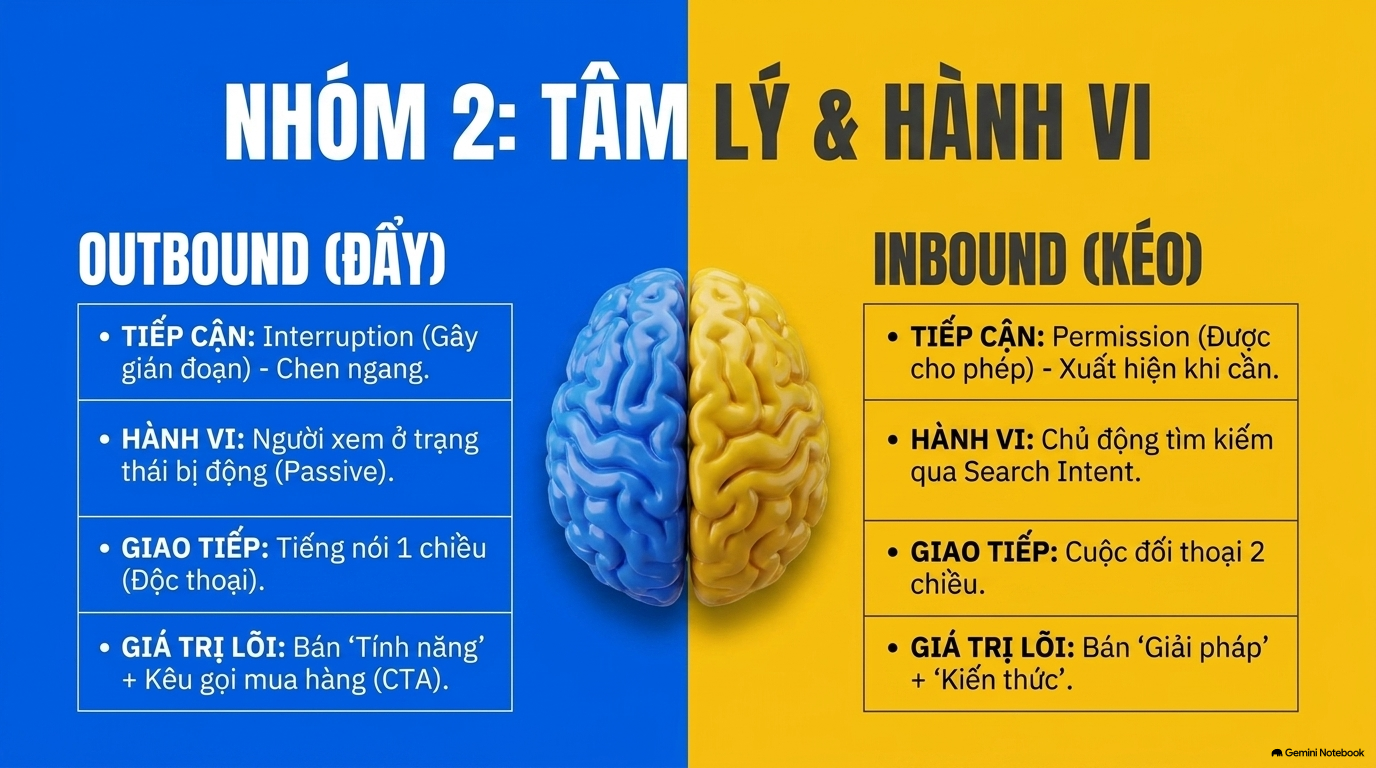 NHÓM 2: TÂM LÝ & HÀNH VI
OUTBOUND (ĐẨY)
• TIẾP CẬN: Interruption (Gây
gián đoạn) - Chen ngang.
• HÀNH VI: Người xem ở trạng
thái bị động (Passive).
• GIAO TIẾP: Tiếng nói 1 chiều
(Độc thoại).
• GIÁ TRỊ LÕI: Bán ‘Tính năng’
+ Kêu gọi mua hàng (CTA).
INBOUND (KÉO)
• TIẾP CẬN: Permission (Được
cho phép) - Xuất hiện khi cần.
• HÀNH VI: Chủ động tìm kiếm
qua Search Intent.
• GIAO TIẾP: Cuộc đối thoại 2
chiều.
• GIÁ TRỊ LÕI: Bán ‘Giải pháp’
+ ‘Kiến thức’.
Gemini Notebook